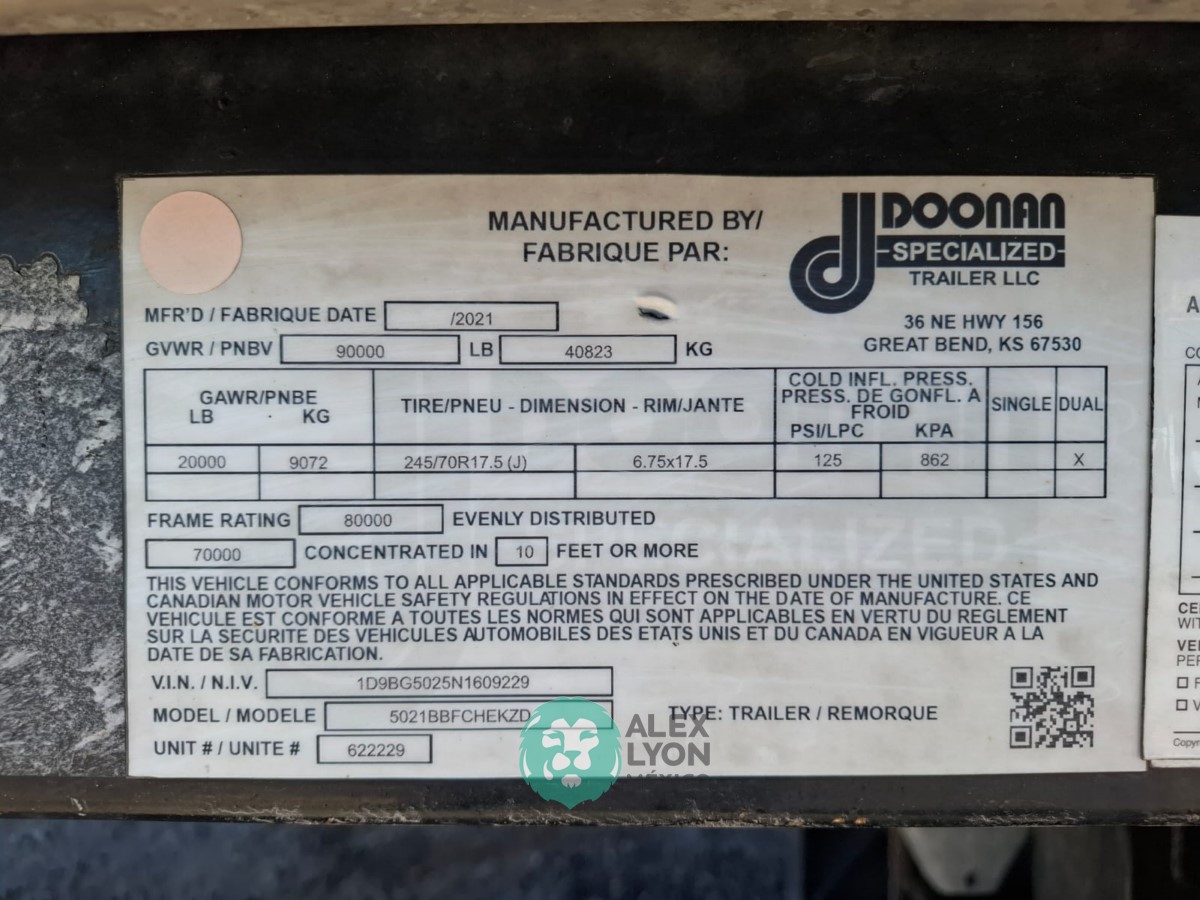 MANUFACTURED BY/
FABRIQUE PAR:
DOONAN
SPECIALIZED
TRAILER LLC
36 NE HWY 156
GREAT BEND, KS 67530
MFR'D / FABRIQUE DATE /2021
GVWR / PNBV 90000 LB 40823 KG
GAWR/PNBE
LB KG
TIRE/PNEU - DIMENSION - RIM/JANTE
COLD INFL. PRESS.
PRESS. DE GONFL. A
FROID
PSI/LPC KPA
SINGLE DUAL
20000 9072 245/70R17.5 (J) 6.75x17.5 125 862 X
FRAME RATING 80000 EVENLY DISTRIBUTED
70000 CONCENTRATED IN 10 FEET OR MORE
SPECIALIZED
THIS VEHICLE CONFORMS TO ALL APPLICABLE STANDARDS PRESCRIBED UNDER THE UNITED STATES AND
CANADIAN MOTOR VEHICLE SAFETY REGULATIONS IN EFFECT ON THE DATE OF MANUFACTURE. CE
VEHICULE EST CONFORME A TOUTES LES NORMES QUI SONT APPLICABLES EN VERTU DU REGLEMENT
SUR LA SECURITE DES VEHICULES AUTOMOBILES DES ETATS UNIS ET DU CANADA EN VIGUEUR A LA
DATE DE SA FABRICATION.
V.I.N. / N.I.V. 1D9BG5025N1609229
MODEL / MODELE 5021BBFCHEKZD
TYPE: TRAILER / REMORQUE
UNIT # / UNITE # 622229
ALEX
LYON
MÉXICO